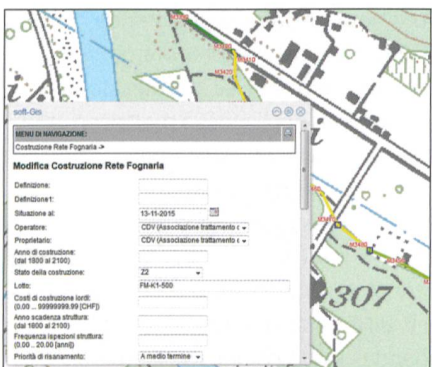 soft-Gis
MENU DI NAVIGAZIONE:
Costruzione Rete Fognaria ->
Modifica Costruzione Rete Fognaria
Definizione:
Definizione1:
Situazione al: 13-11-2015
Operatore: CDV (Associazione trattamento d
Proprietario: CDV (Associazione trattamento d
Anno di costruzione:
(dal 1800 al 2100)
Stato della costruzione: Z2
Lotto: FM-K1-500
Costi di costruzione lordi:
(0.00 .. 99999999.99 [CHF])
Anno scadenza struttura:
(dal 1800 al 2100)
Frequenza ispezioni struttura:
(0.00 .. 20.00 [anni])
Priorità di risanamento: A medio termine
307